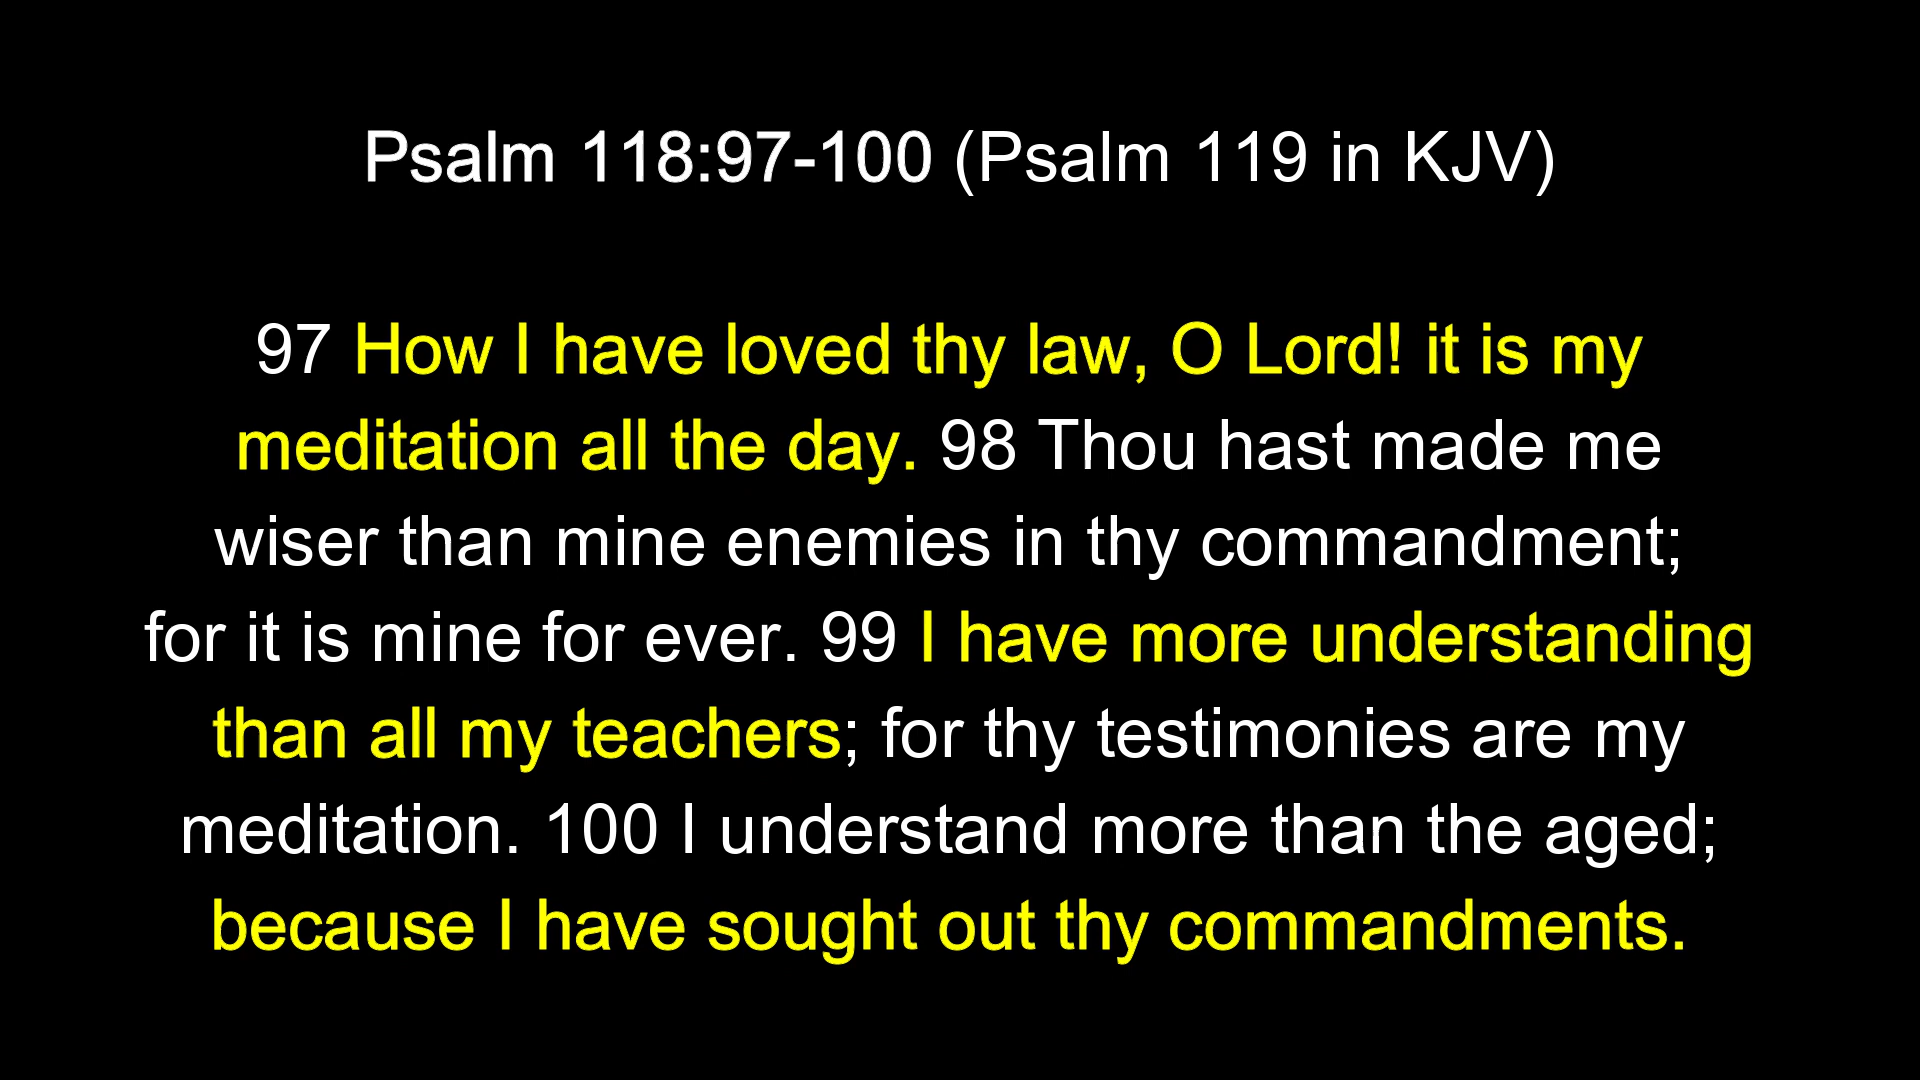 Psalm 118:97-100 (Psalm 119 in KJV)
97 How I have loved thy law, O Lord! it is my
meditation all the day. 98 Thou hast made me
wiser than mine enemies in thy commandment;
for it is mine for ever. 99 I have more understanding
than all my teachers; for thy testimonies are my
meditation. 100 I understand more than the aged;
because I have sought out thy commandments.